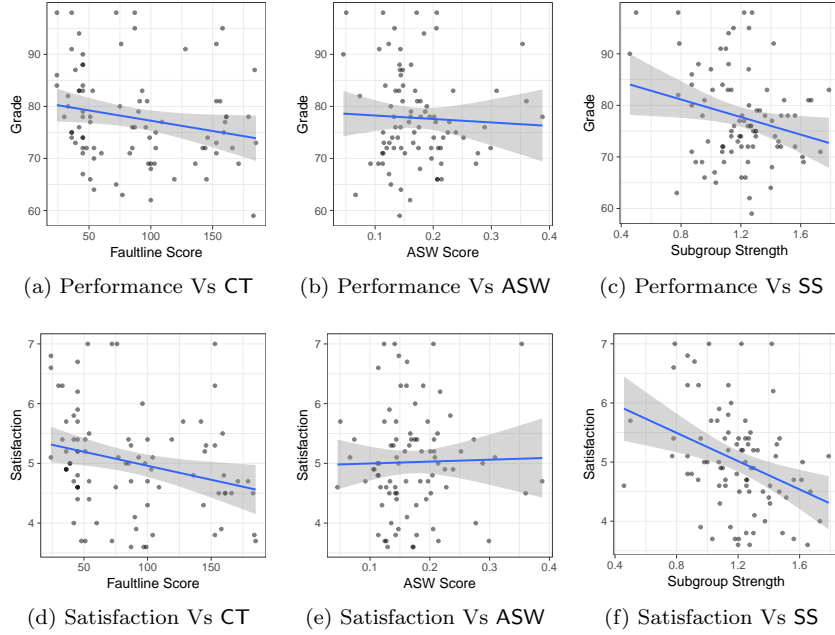 90
80
70
60
Grade
50
100
150
Faultline Score
(a) Performance Vs CT
90
80
70
60
Grade
0.1
0.2
0.3
0.4
ASW Score
(b) Performance Vs ASW
90
80
70
60
Grade
0.4
0.8
1.2
1.6
Subgroup Strength
(c) Performance Vs SS
7
6
5
4
Satisfaction
50
100
150
Faultline Score
(d) Satisfaction Vs CT
7
6
5
4
Satisfaction
0.1
0.2
0.3
0.4
ASW Score
(e) Satisfaction Vs ASW
7
6
5
4
Satisfaction
0.4
0.8
1.2
1.6
Subgroup Strength
(f) Satisfaction Vs SS